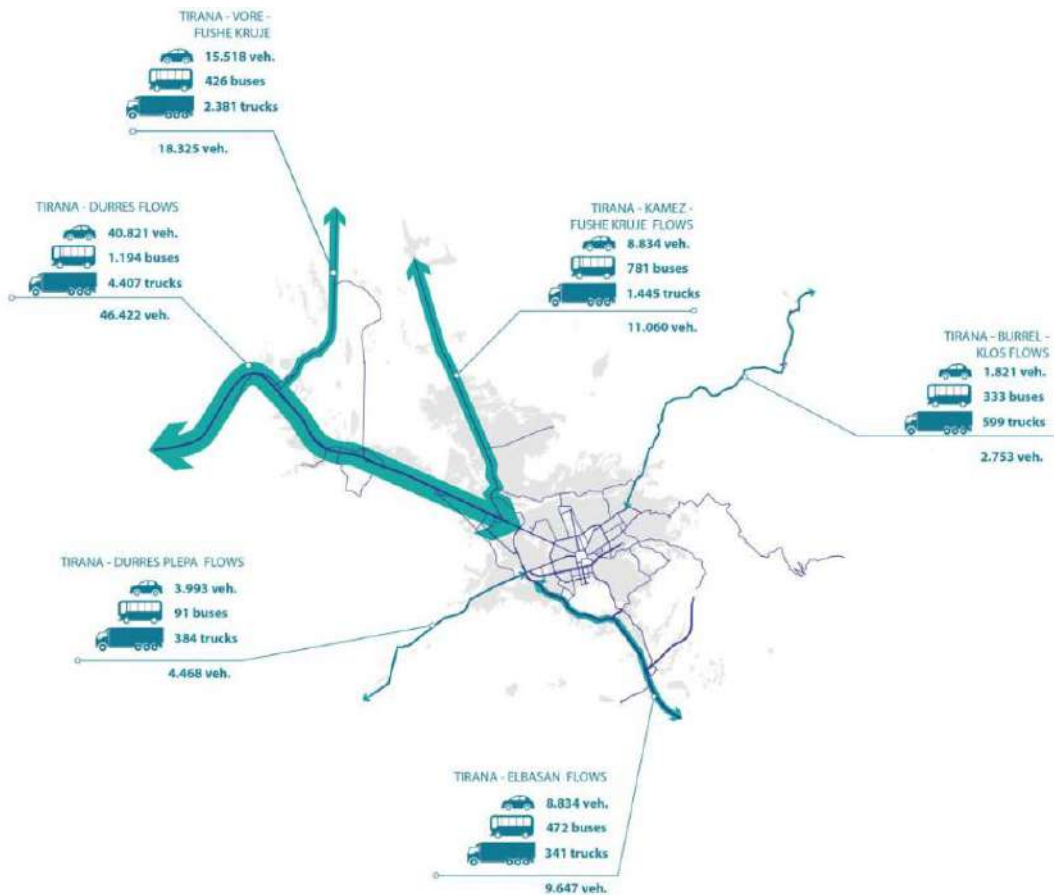 TIRANA - VORE -
FUSHE KRUJE
15.518 veh.
426 buses
2.381 trucks
18.325 veh.
TIRANA - DURRES FLOWS
40.821 veh.
1.194 buses
4.407 trucks
46.422 veh.
TIRANA - KAMEZ -
FUSHE KRUJE FLOWS
8.834 veh.
781 buses
1.445 trucks
11.060 veh.
TIRANA - BURREL -
KLOS FLOWS
1.821 veh.
333 buses
599 trucks
2.753 veh.
TIRANA - DURRES PLEPA FLOWS
3.993 veh.
91 buses
384 trucks
4.468 veh.
TIRANA - ELBASAN FLOWS
8.834 veh.
472 buses
341 trucks
9.647 veh.